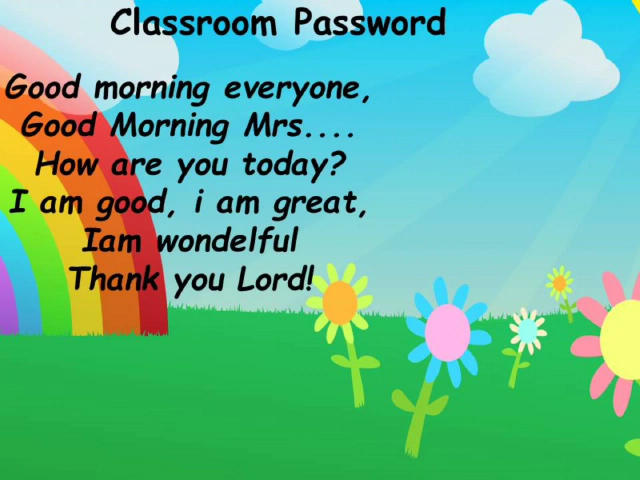 Classroom Password
Good morning everyone,
Good Morning Mrs....
How are you today?
I am good, i am great,
Iam wondelful
Thank you Lord!